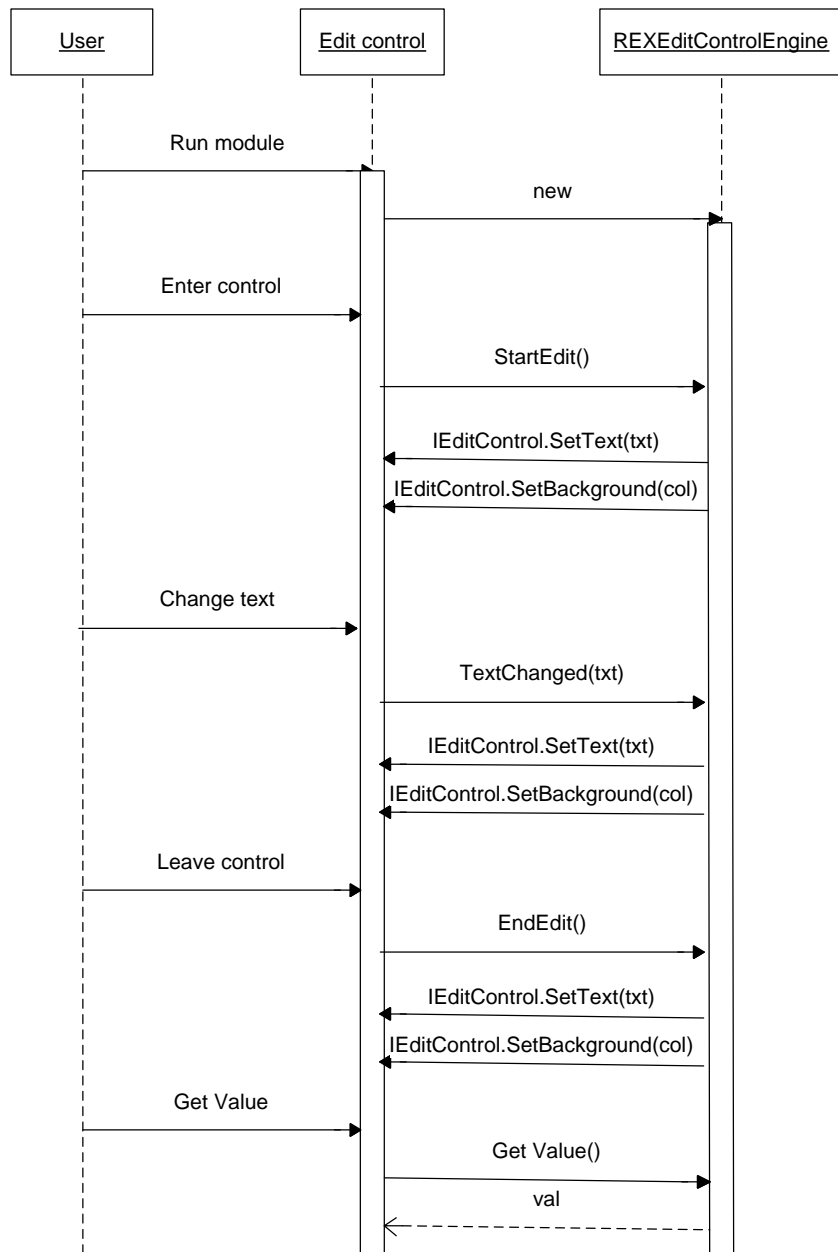 User
Edit control
REXEditControlEngine
Run module
new
Enter control
StartEdit()
IEditControl.SetText(txt)
IEditControl.SetBackground(col)
Change text
TextChanged(txt)
IEditControl.SetText(txt)
IEditControl.SetBackground(col)
Leave control
EndEdit()
IEditControl.SetText(txt)
IEditControl.SetBackground(col)
Get Value
Get Value()
val